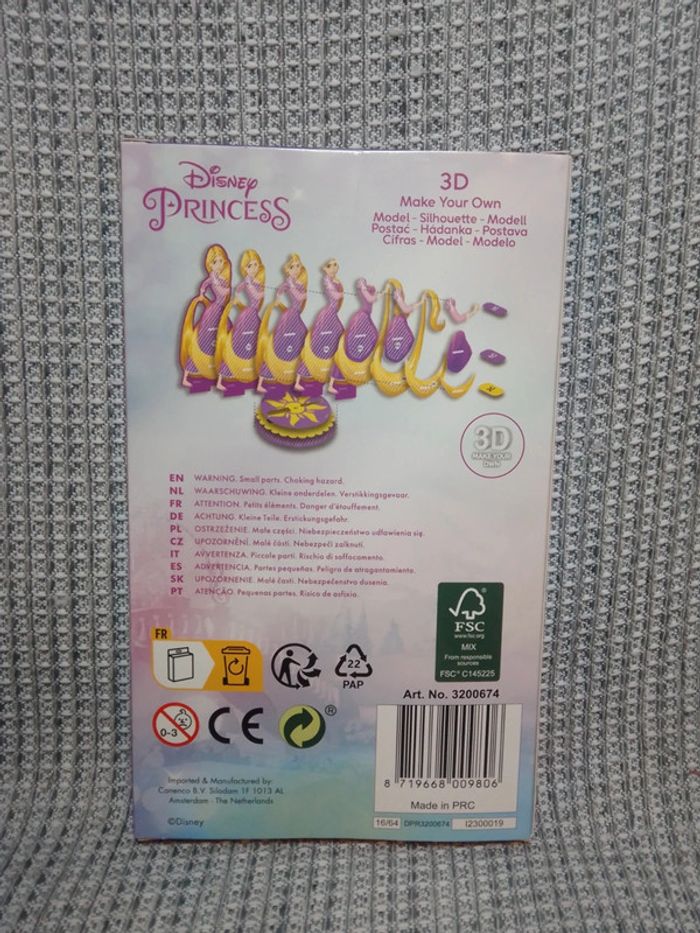 Disney
PRINCESS
3D
Make Your Own
Model - Silhouette - Modell
Postać - Hádanka - Postava
Cifras - Model - Modelo
3D
MAKE YOUR
OWN
EN WARNING. Small parts. Choking hazard.
NL WAARSCHUWING. Kleine onderdelen. Verstikkingsgevaar.
FR ATTENTION. Petits éléments. Danger d'étouffement.
DE ACHTUNG. Kleine Teile. Erstickungsgefahr.
PL OSTRZEŻENIE. Małe części. Niebezpieczeństwo udławienia się.
CZ UPOZORNĚNÍ. Malé části. Nebezpečí zalknutí.
IT AVVERTENZA. Piccole parti. Rischio di soffocamento.
ES ADVERTENCIA. Partes pequeñas. Peligro de atragantamiento.
SK UPOZORNENIE. Malé časti. Nebezpečenstvo dusenia.
PT ATENÇÃO. Pequenas partes. Risco de asfixia.
FR
22
PAP
FSC
www.fsc.org
MIX
From responsible
sources
FSC® C145225
Art. No. 3200674
0-3
CE
®
8 719668 009806
Made in PRC
16/64 DPR3200674 I2300019
Imported & Manufactured by:
Canenco B.V. Silodam 1F 1013 AL
Amsterdam - The Netherlands
©Disney